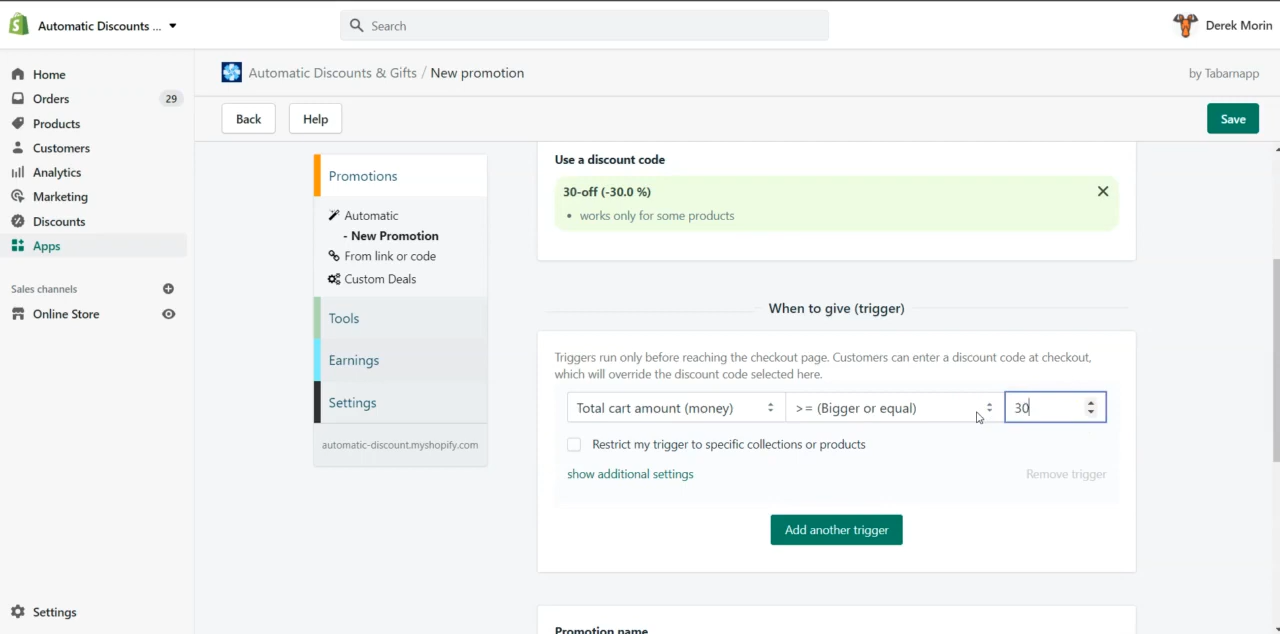 Automatic Discounts ...
Search
Derek Morin
Home
Orders 29
Products
Customers
Analytics
Marketing
Discounts
Apps
Sales channels
Online Store
Settings
Automatic Discounts & Gifts / New promotion
by Tabarnapp
Back
Help
Save
Promotions
Automatic
- New Promotion
From link or code
Custom Deals
Tools
Earnings
Settings
automatic-discount.myshopify.com
Use a discount code
30-off (-30.0 %)
• works only for some products
When to give (trigger)
Triggers run only before reaching the checkout page. Customers can enter a discount code at checkout,
which will override the discount code selected here.
Total cart amount (money) >= (Bigger or equal) 30
Restrict my trigger to specific collections or products
show additional settings
Remove trigger
Add another trigger
Promotion name